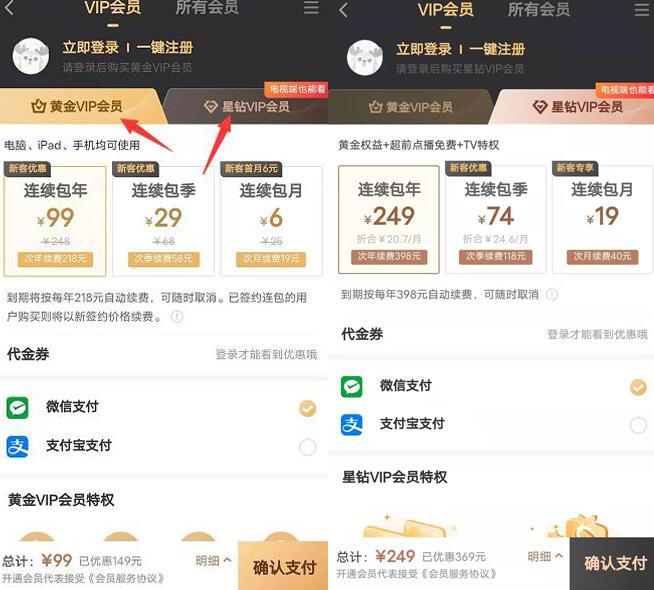 VIP会员
所有会员
立即登录 | 一键注册
请登录后购买黄金VIP会员
电视端也能看
黄金VIP会员
星钻VIP会员
电脑、iPad、手机均可使用
新客优惠
连续包年
¥99
¥248
次年续费218元
新客优惠
连续包季
¥29
¥68
次季续费58元
新客首月6元
连续包月
¥6
¥25
次月续费19元
到期将按每年218元自动续费，可随时取消。已签约连包的用
户购买则将以新签约价格续费。
代金券
登录才能看到优惠哦
微信支付
支付宝支付
黄金VIP会员特权
总计：¥99 已优惠149元
明细
开通会员代表接受《会员服务协议》
确认支付
VIP会员
所有会员
立即登录 | 一键注册
请登录后购买星钻VIP会员
电视端也能看
黄金VIP会员
星钻VIP会员
黄金权益+超前点播免费+TV特权
新客优惠
连续包年
¥249
折合¥20.7/月
次年续费398元
新客优惠
连续包季
¥74
折合¥24.6/月
次季续费118元
新客专享
连续包月
¥19
次月续费40元
到期按每年398元自动续费，可随时取消
代金券
登录才能看到优惠哦
微信支付
支付宝支付
星钻VIP会员特权
总计：¥249 已优惠369元
明细
开通会员代表接受《会员服务协议》
确认支付